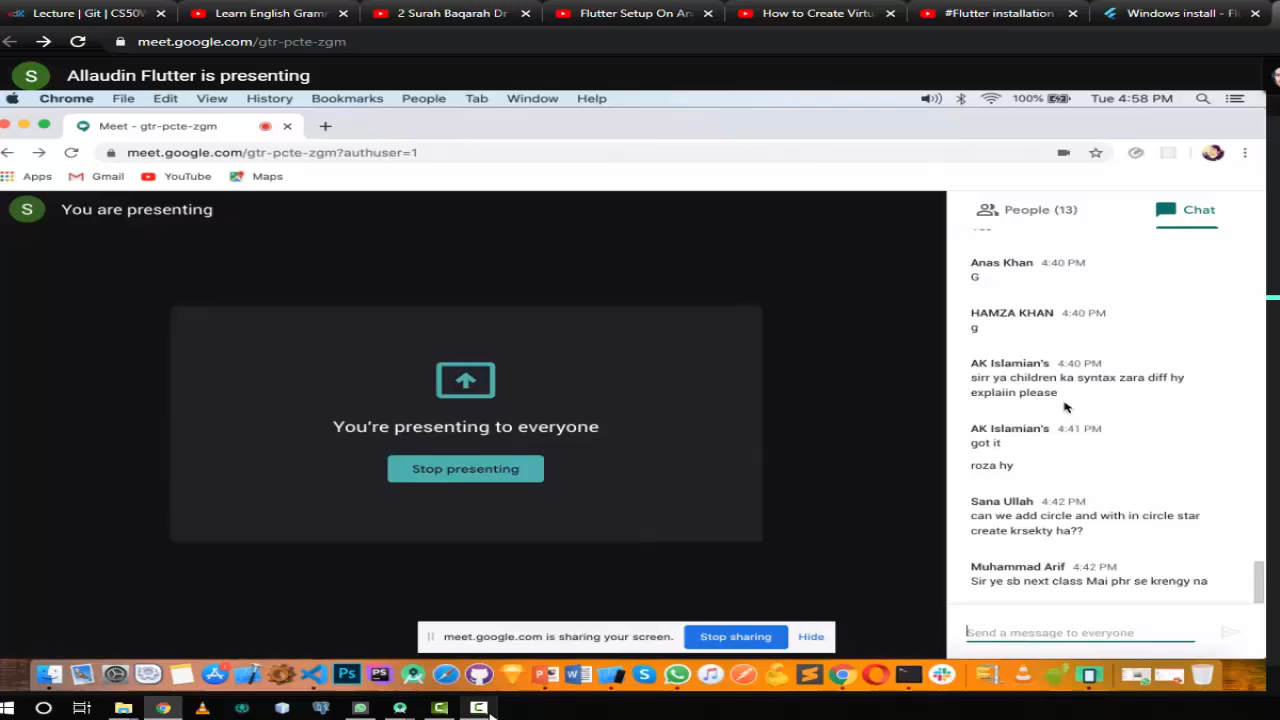 Lecture | Git | CS50W
Learn English Gram
2 Surah Baqarah Dr
Flutter Setup On An
How to Create Virtu
#Flutter installation
Windows install - Fl
meet.google.com/gtr-pcte-zgm
S
Allaudin Flutter is presenting
Chrome File Edit View History Bookmarks People Tab Window Help
100%
Tue 4:58 PM
Meet - gtr-pcte-zgm
meet.google.com/gtr-pcte-zgm?authuser=1
Apps Gmail YouTube Maps
S
You are presenting
People (13)
Chat
Anas Khan 4:40 PM
G
HAMZA KHAN 4:40 PM
g
AK Islamian's 4:40 PM
sirr ya children ka syntax zara diff hy
explaiin please
AK Islamian's 4:41 PM
got it
roza hy
Sana Ullah 4:42 PM
can we add circle and with in circle star
create krsekty ha??
Muhammad Arif 4:42 PM
Sir ye sb next class Mai phr se krengy na
Send a message to everyone
You're presenting to everyone
Stop presenting
meet.google.com is sharing your screen.
Stop sharing
Hide
Ps
PS